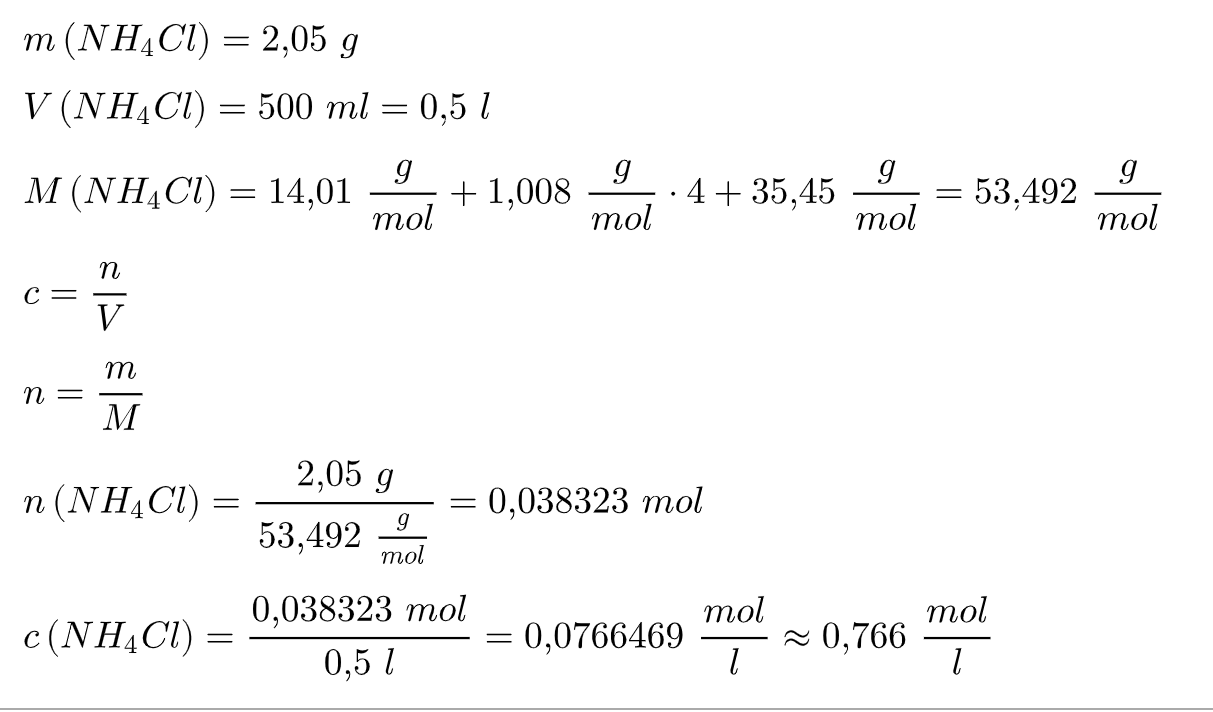 m (NH₄Cl) = 2,05 g
V (NH₄Cl) = 500 ml = 0,5 l
M (NH₄Cl) = 14,01 g/mol + 1,008 g/mol · 4 + 35,45 g/mol = 53,492 g/mol
c = n/V
n = m/M
n (NH₄Cl) = 2,05 g / 53,492 g/mol = 0,038323 mol
c (NH₄Cl) = 0,038323 mol / 0,5 l = 0,0766469 mol/l ≈ 0,766 mol/l